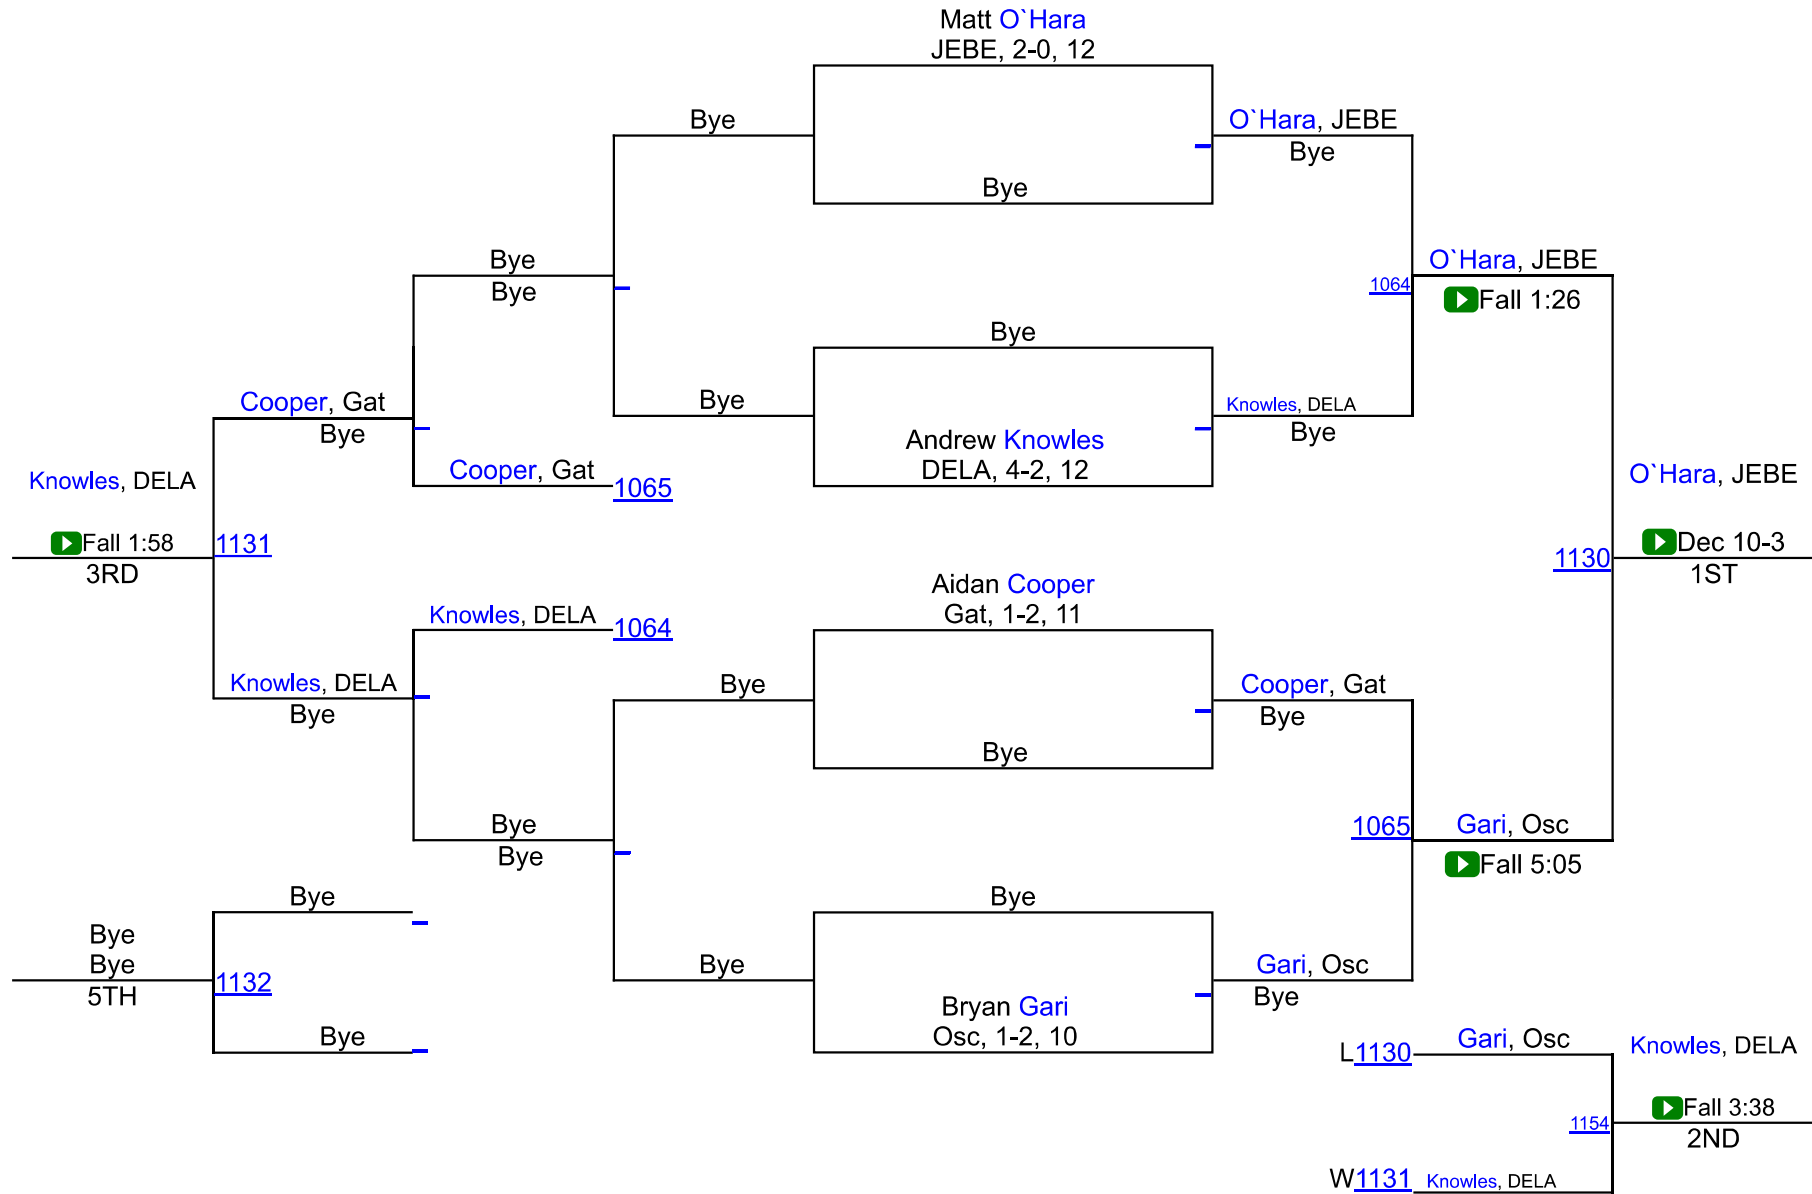 Matt O`Hara
JEBE, 2-0, 12
Bye
O`Hara, JEBE
Bye
Bye
Bye
Bye
O`Hara, JEBE
1064
Fall 1:26
Bye
Cooper, Gat
Bye
Bye
Knowles, DELA
Bye
Andrew Knowles
DELA, 4-2, 12
Cooper, Gat
1065
Knowles, DELA
O`Hara, JEBE
Fall 1:58
1131
3RD
1130
Dec 10-3
1ST
Aidan Cooper
Gat, 1-2, 11
Knowles, DELA
1064
Knowles, DELA
Bye
Bye
Cooper, Gat
Bye
Bye
Bye
Bye
1065
Gari, Osc
Fall 5:05
Bye
Bye
Bye
Bye
1132
5TH
Bye
Bye
Gari, Osc
Bye
Bryan Gari
Osc, 1-2, 10
L1130
Gari, Osc
Knowles, DELA
1154
Fall 3:38
2ND
W1131
Knowles, DELA